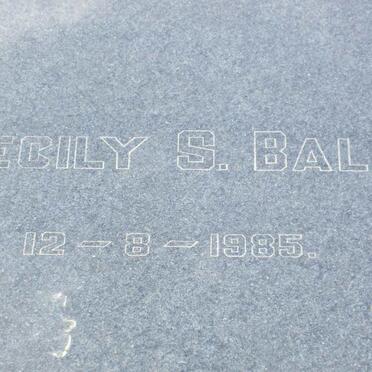 ECILY S. BAL
12 – 8 – 1985.